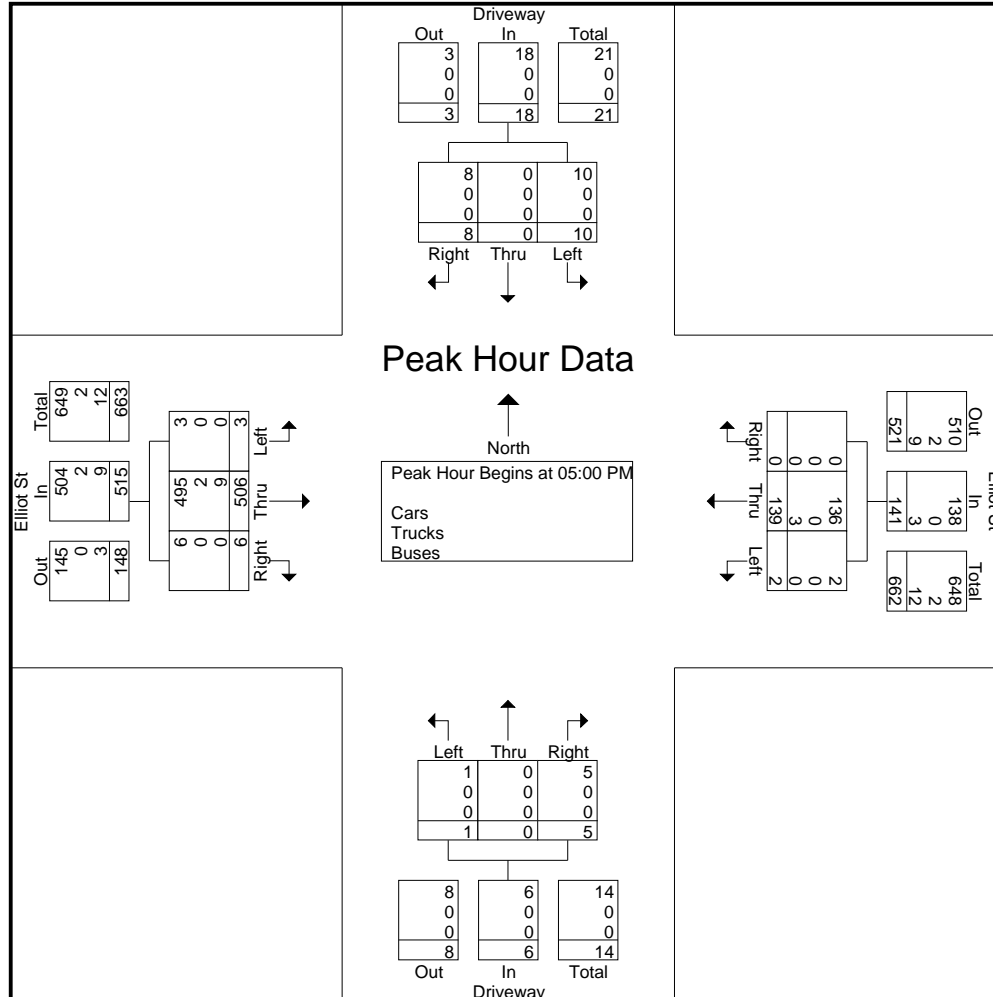 Driveway
Out In Total
3 18 21
0 0 0
0 0 0
3 18 21
8 0 10
0 0 0
0 0 0
8 0 10
Right Thru Left
Peak Hour Data
North
Peak Hour Begins at 05:00 PM
Cars
Trucks
Buses
Elliot St
Out In Total
145 504 649
0 2 2
3 9 12
148 515 663
Left Thru Right
3 495 6
0 2 0
0 9 0
3 506 6
Elliot St
Out In Total
510 138 648
2 0 2
9 3 12
521 141 662
Right Thru Left
0 136 2
0 0 0
0 3 0
0 139 2
Left Thru Right
1 0 5
0 0 0
0 0 0
1 0 5
8 6 14
0 0 0
0 0 0
8 6 14
Out In Total
Driveway